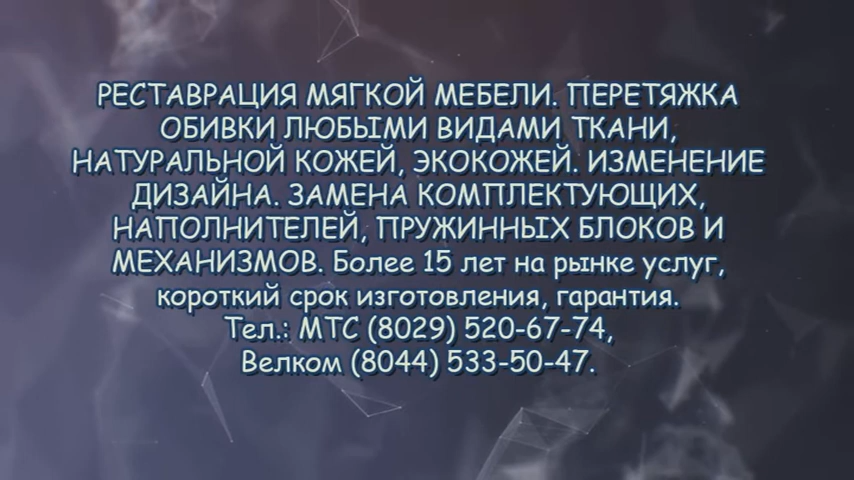 РЕСТАВРАЦИЯ МЯГКОЙ МЕБЕЛИ. ПЕРЕТЯЖКА
ОБИВКИ ЛЮБЫМИ ВИДАМИ ТКАНИ,
НАТУРАЛЬНОЙ КОЖЕЙ, ЭКОКОЖЕЙ. ИЗМЕНЕНИЕ
ДИЗАЙНА. ЗАМЕНА КОМПЛЕКТУЮЩИХ,
НАПОЛНИТЕЛЕЙ, ПРУЖИННЫХ БЛОКОВ И
МЕХАНИЗМОВ. Более 15 лет на рынке услуг,
короткий срок изготовления, гарантия.
Тел.: МТС (8029) 520-67-74,
Велком (8044) 533-50-47.